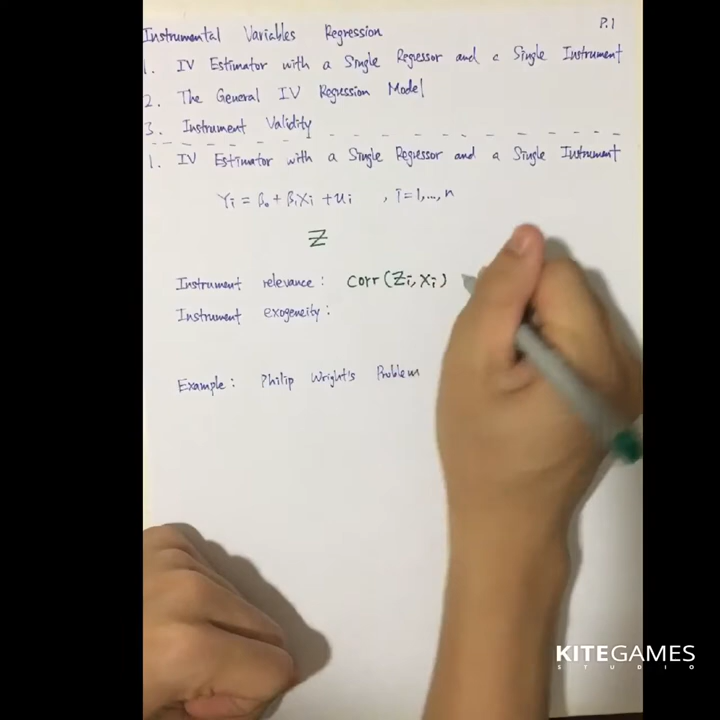 Instrumental Variables Regression P.1
1. IV Estimator with a Single Regressor and a Single Instrument
2. The General IV Regression Model
3. Instrument Validity
1. IV Estimator with a Single Regressor and a Single Instrument
Yi = β0 + β1Xi + ui , i=1,...,n
Z
Instrument relevance: corr(Zi, Xi)
Instrument exogeneity:
Example: Philip Wright's Problem
KITEGAMES
STUDIO